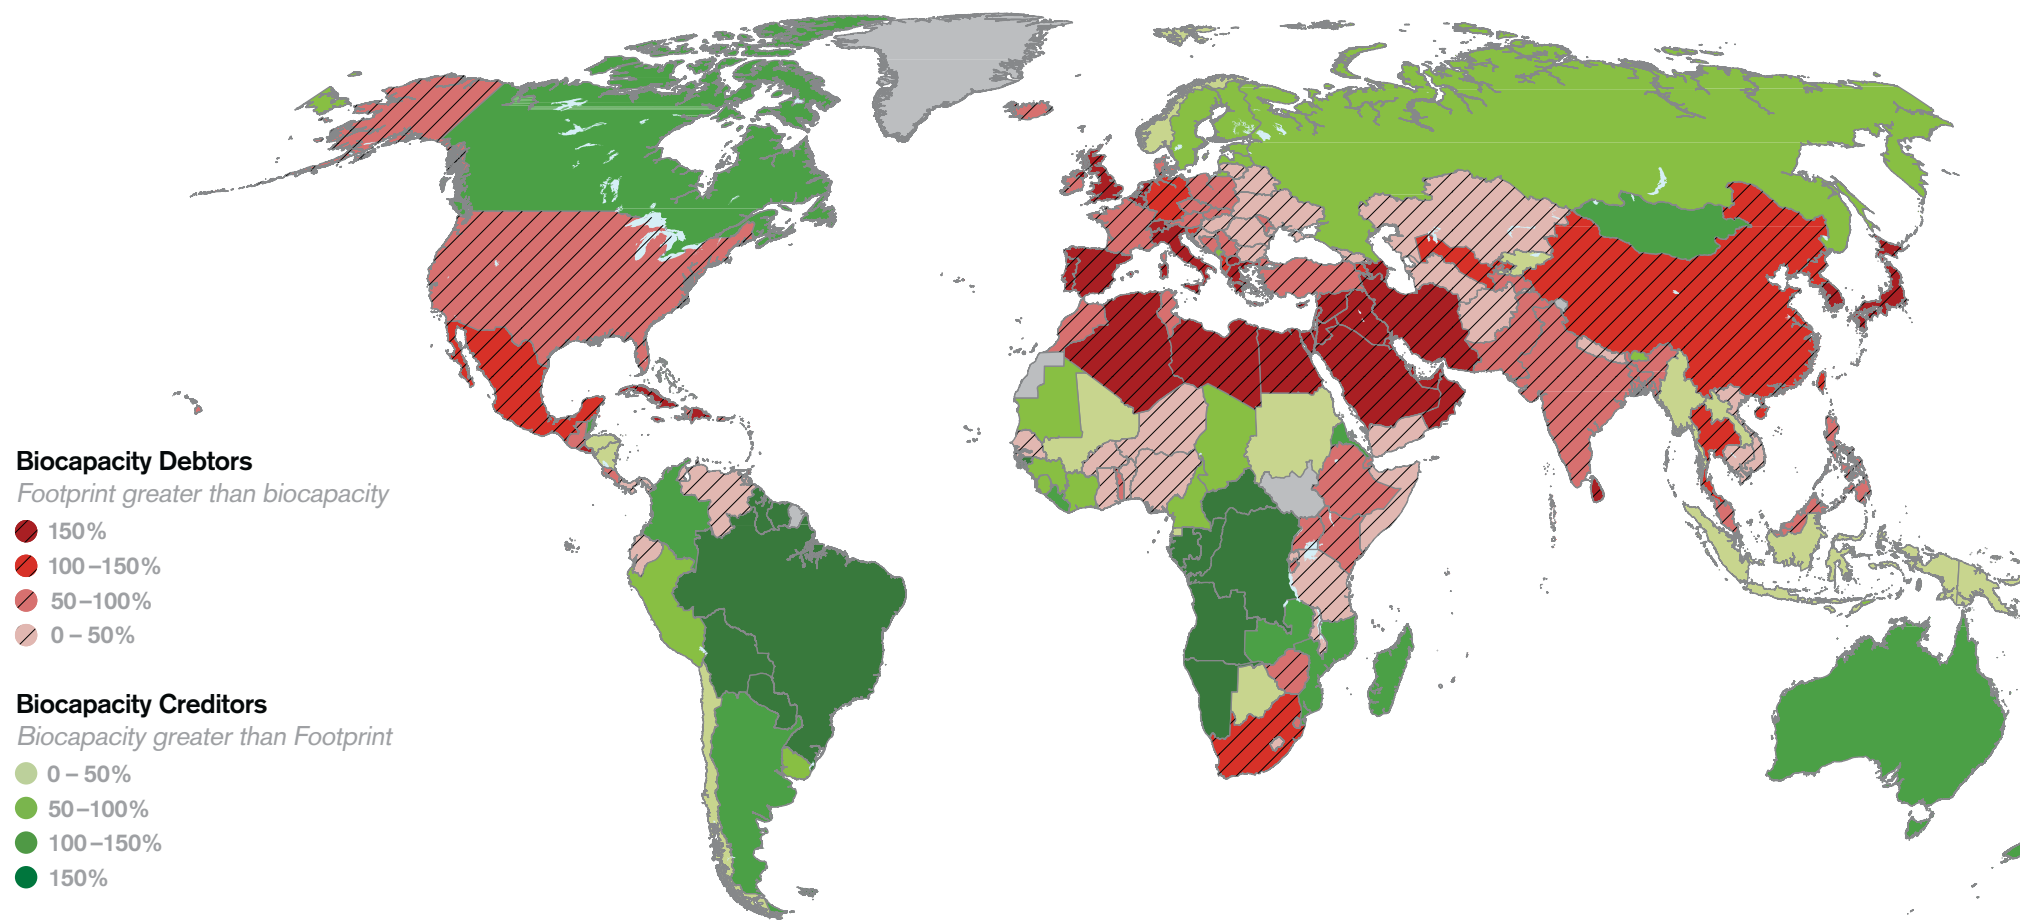 Biocapacity Debtors
Footprint greater than biocapacity
150%
100–150%
50–100%
0 – 50%
Biocapacity Creditors
Biocapacity greater than Footprint
0 – 50%
50–100%
100–150%
150%